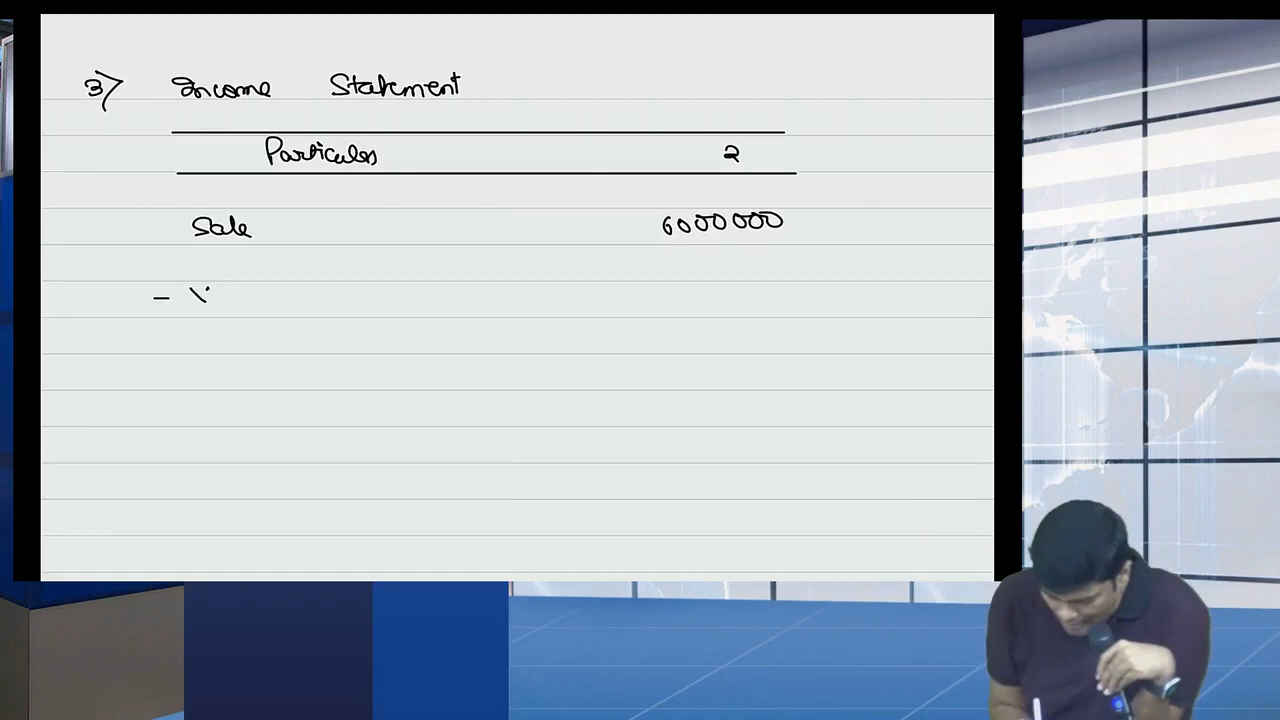 3) Income Statement
Particulars ₹
Sale 6000000
- V